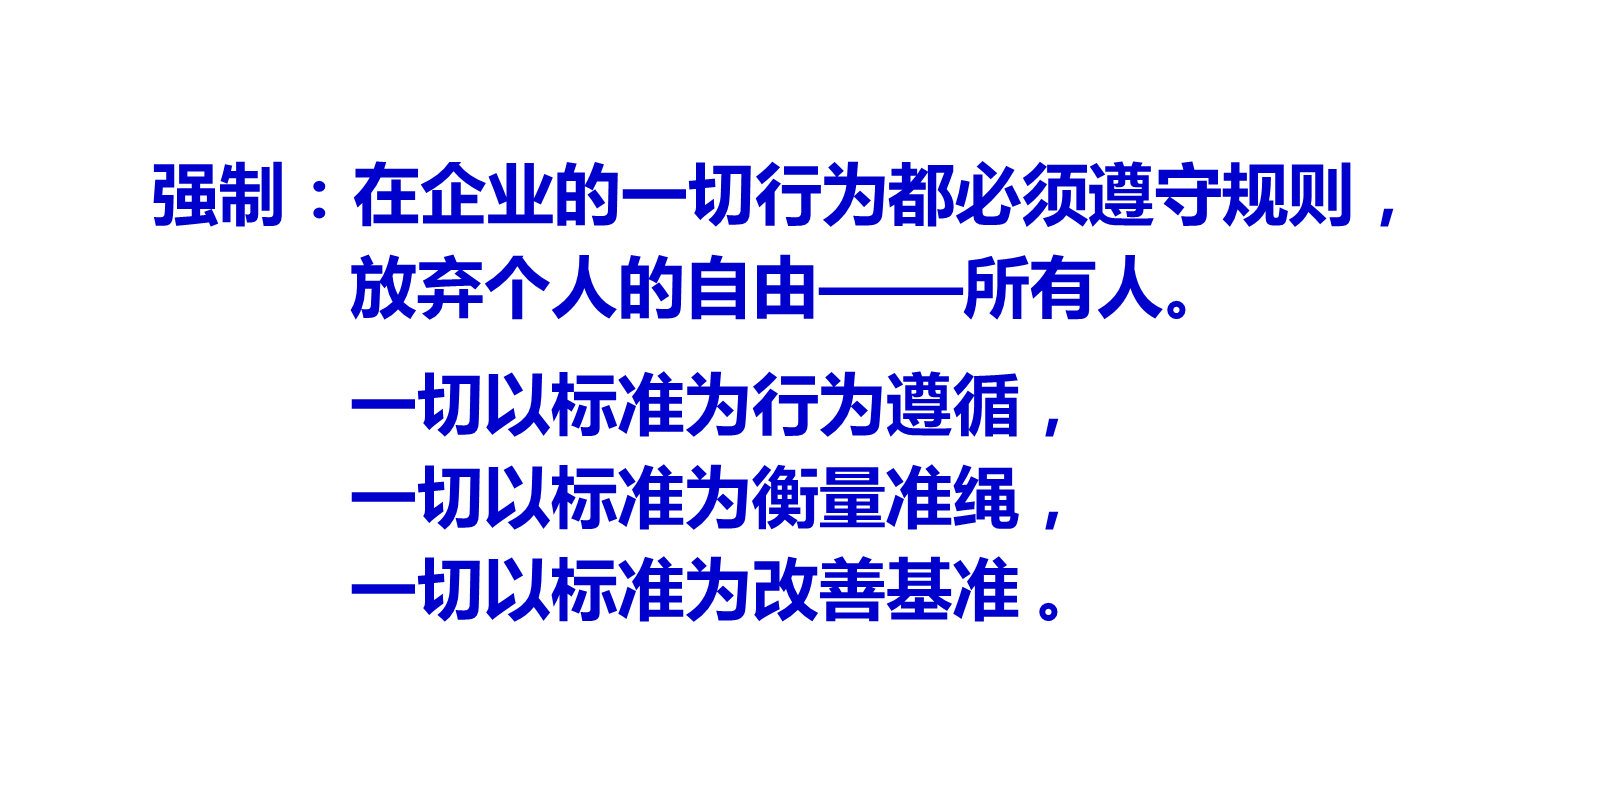 强制：在企业的一切行为都必须遵守规则，
放弃个人的自由——所有人。
一切以标准为行为遵循，
一切以标准为衡量准绳，
一切以标准为改善基准。